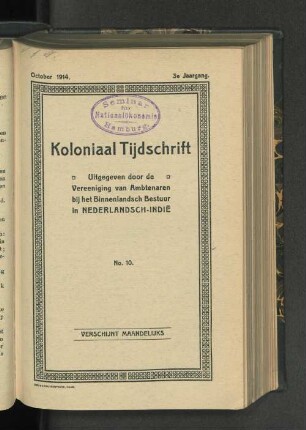 October 1914. 3e Jaargang.
Seminar
für
Nationalökonomie
Hamburg
Koloniaal Tijdschrift
Uitgegeven door de
Vereeniging van Ambtenaren
bij het Binnenlandsch Bestuur
in NEDERLANDSCH-INDIË
No. 10.
VERSCHIJNT MAANDELIJKS